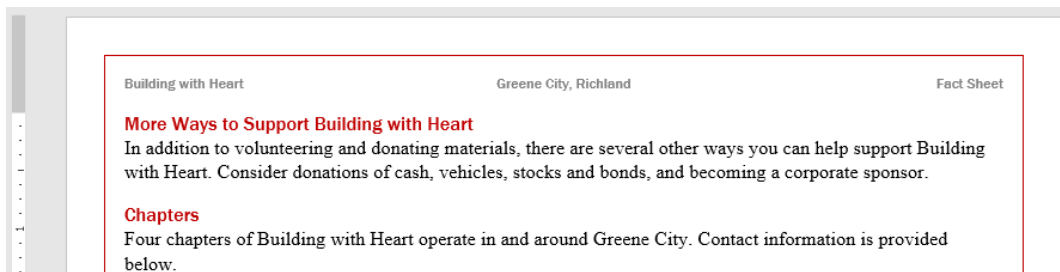 Building with Heart Greene City, Richland Fact Sheet
More Ways to Support Building with Heart
In addition to volunteering and donating materials, there are several other ways you can help support Building
with Heart. Consider donations of cash, vehicles, stocks and bonds, and becoming a corporate sponsor.
Chapters
Four chapters of Building with Heart operate in and around Greene City. Contact information is provided
below.
1